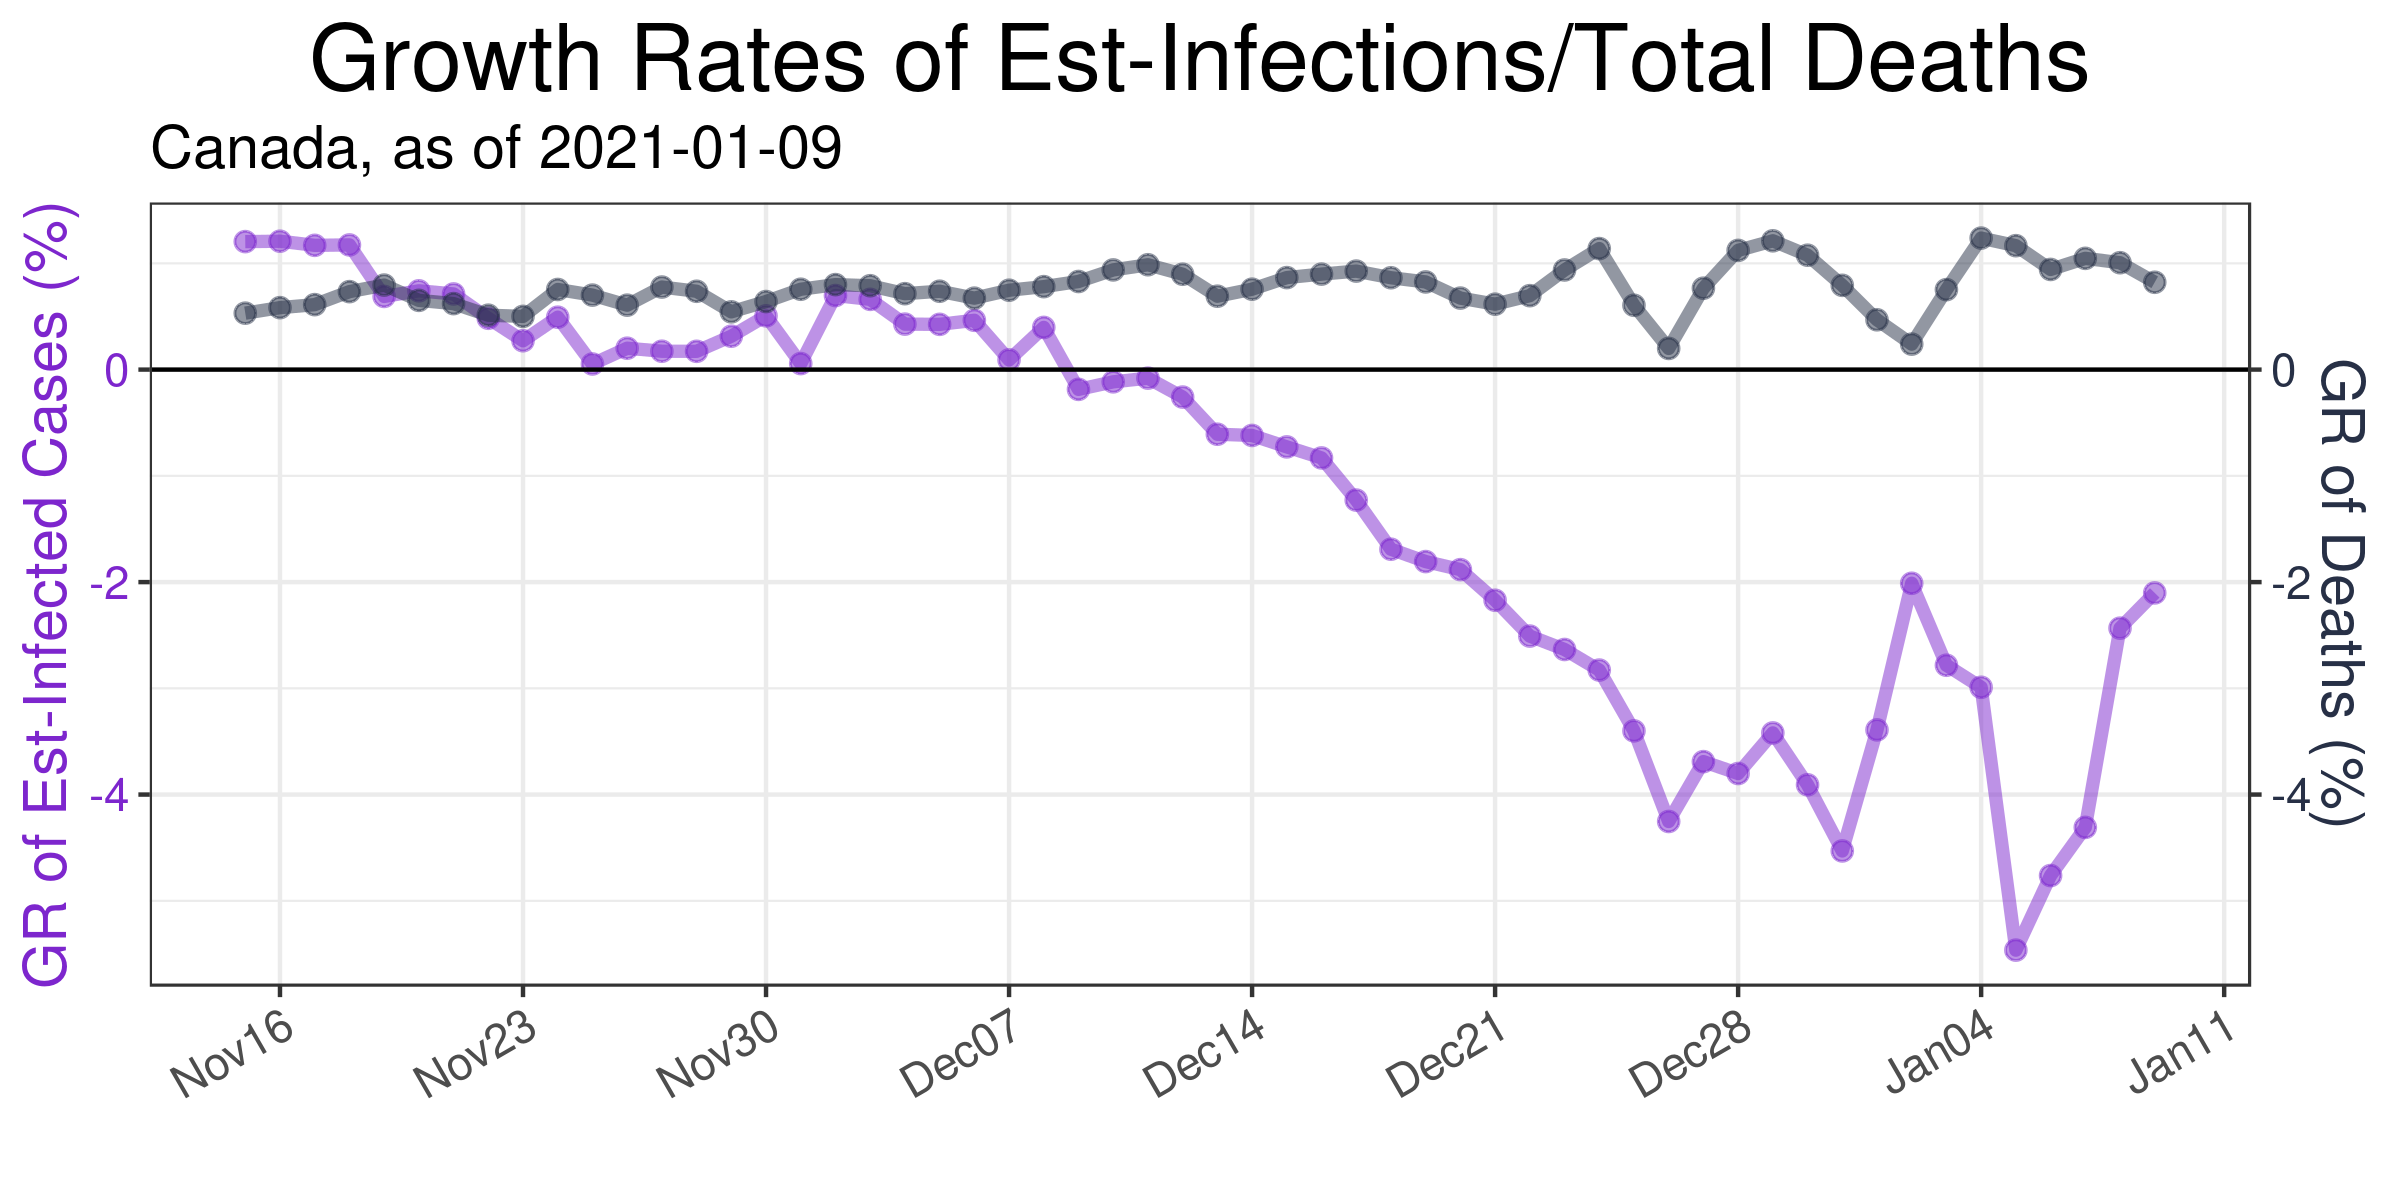 Growth Rates of Est-Infections/Total Deaths
Canada, as of 2021-01-09
GR of Est-Infected Cases (%)
0
-2
-4
0
-2
-4
GR of Deaths (%)
Nov16
Nov23
Nov30
Dec07
Dec14
Dec21
Dec28
Jan04
Jan11